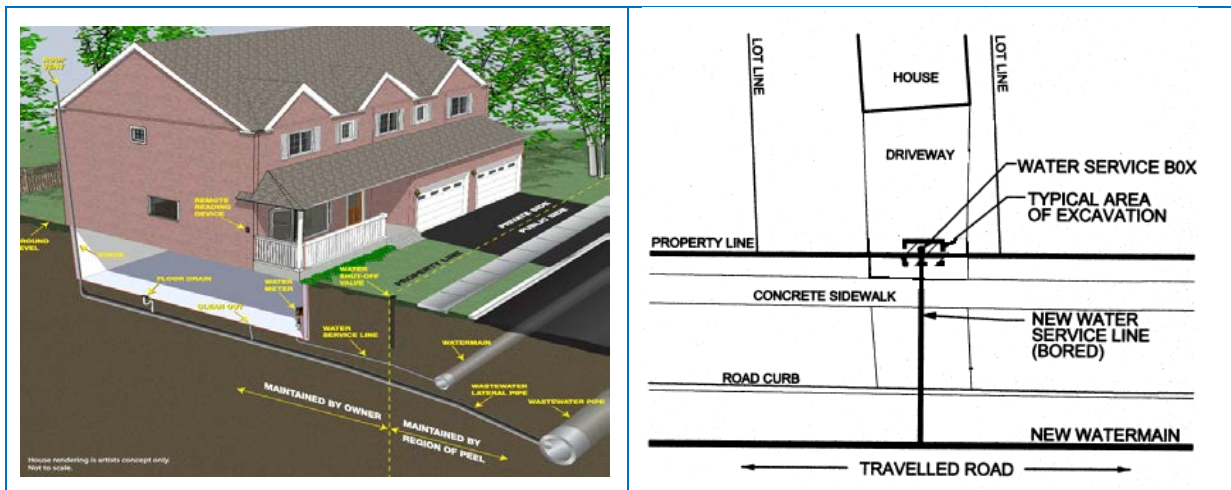 ROOF
VENT
REMOTE
READING
DEVICE
PRIVATE SIDE
PUBLIC SIDE
PROPERTY LINE
GROUND
LEVEL
FLOOR DRAIN
CLEAN OUT
WATER
METER
WATER
SHUT-OFF
VALVE
WATER
SERVICE LINE
WATERMAIN
WASTEWATER
LATERAL PIPE
WASTEWATER PIPE
MAINTAINED BY OWNER
MAINTAINED BY
REGION OF PEEL
House rendering is artists concept only.
Not to scale.
LOT LINE
HOUSE
LOT LINE
DRIVEWAY
WATER SERVICE B0X
TYPICAL AREA
OF EXCAVATION
PROPERTY LINE
CONCRETE SIDEWALK
NEW WATER
SERVICE LINE
(BORED)
ROAD CURB
NEW WATERMAIN
TRAVELLED ROAD